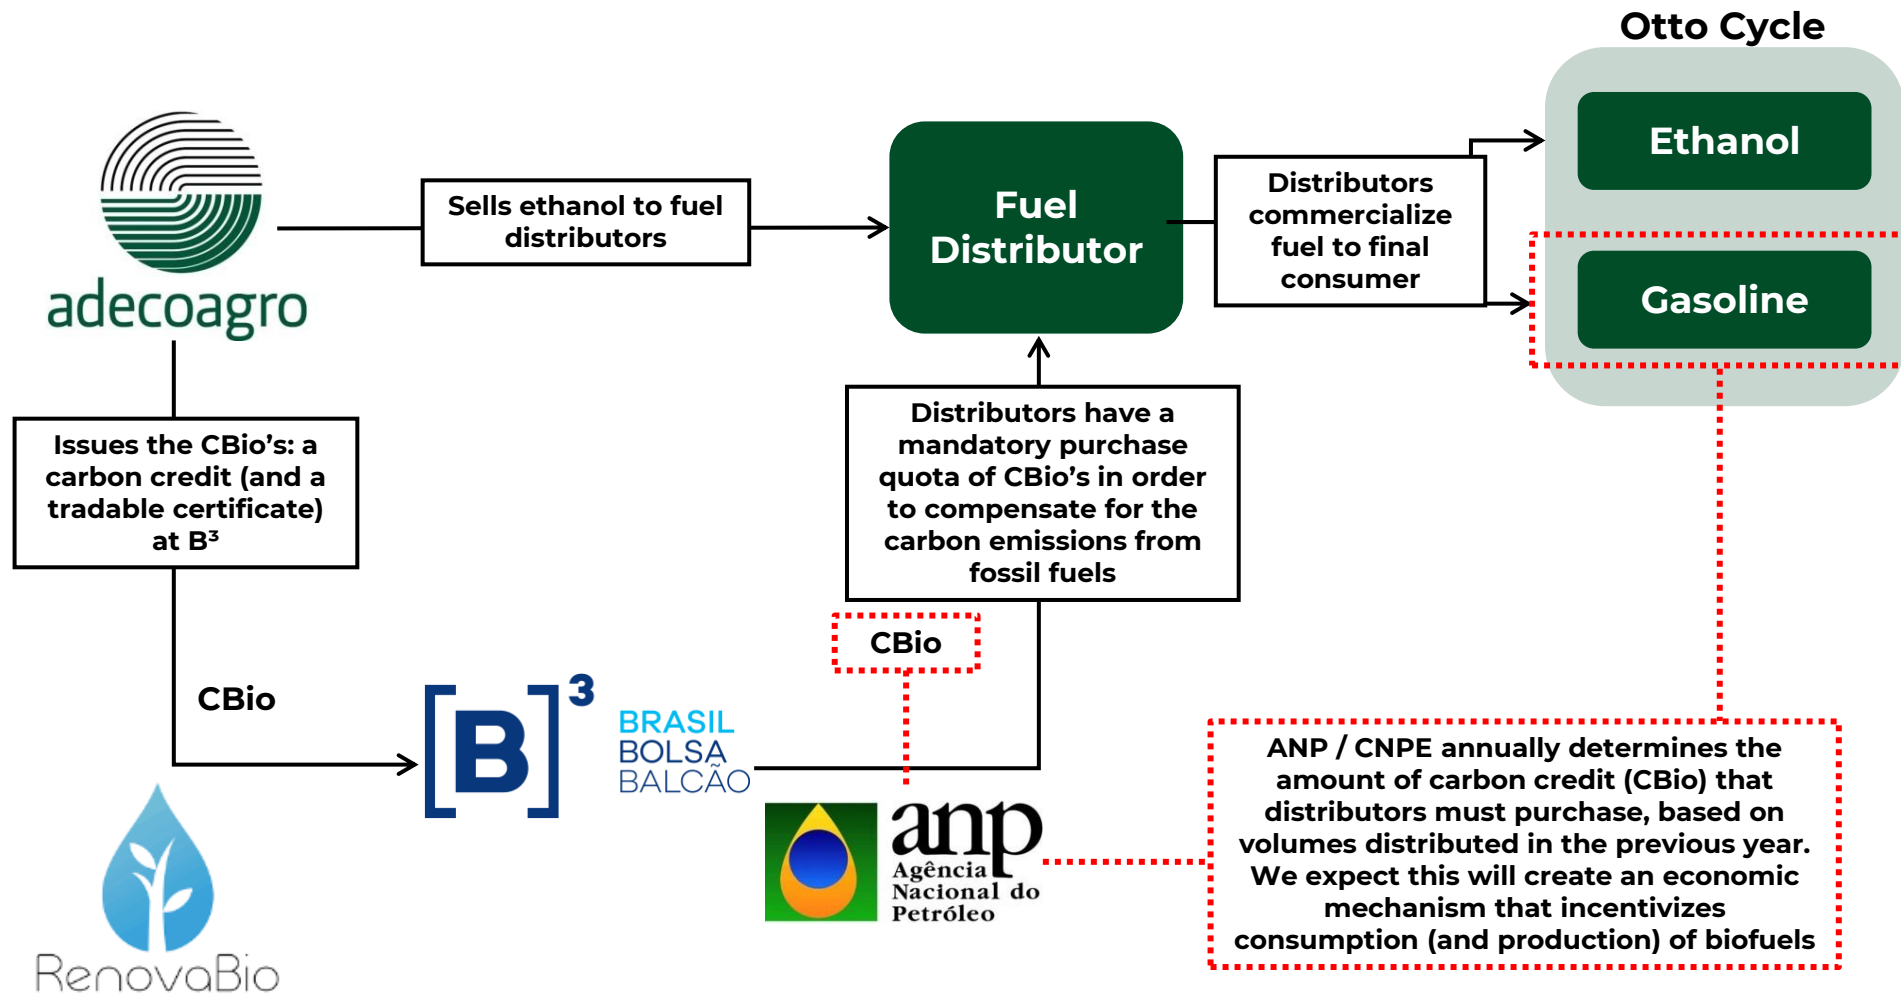 Otto Cycle
Ethanol
Gasoline
adecoagro
Sells ethanol to fuel
distributors
Fuel
Distributor
Distributors
commercialize
fuel to final
consumer
Issues the CBio’s: a
carbon credit (and a
tradable certificate)
at B³
Distributors have a
mandatory purchase
quota of CBio’s in order
to compensate for the
carbon emissions from
fossil fuels
CBio
CBio
[B]³
BRASIL
BOLSA
BALCÃO
anp
Agência
Nacional do
Petróleo
ANP / CNPE annually determines the
amount of carbon credit (CBio) that
distributors must purchase, based on
volumes distributed in the previous year.
We expect this will create an economic
mechanism that incentivizes
consumption (and production) of biofuels
RenovaBio